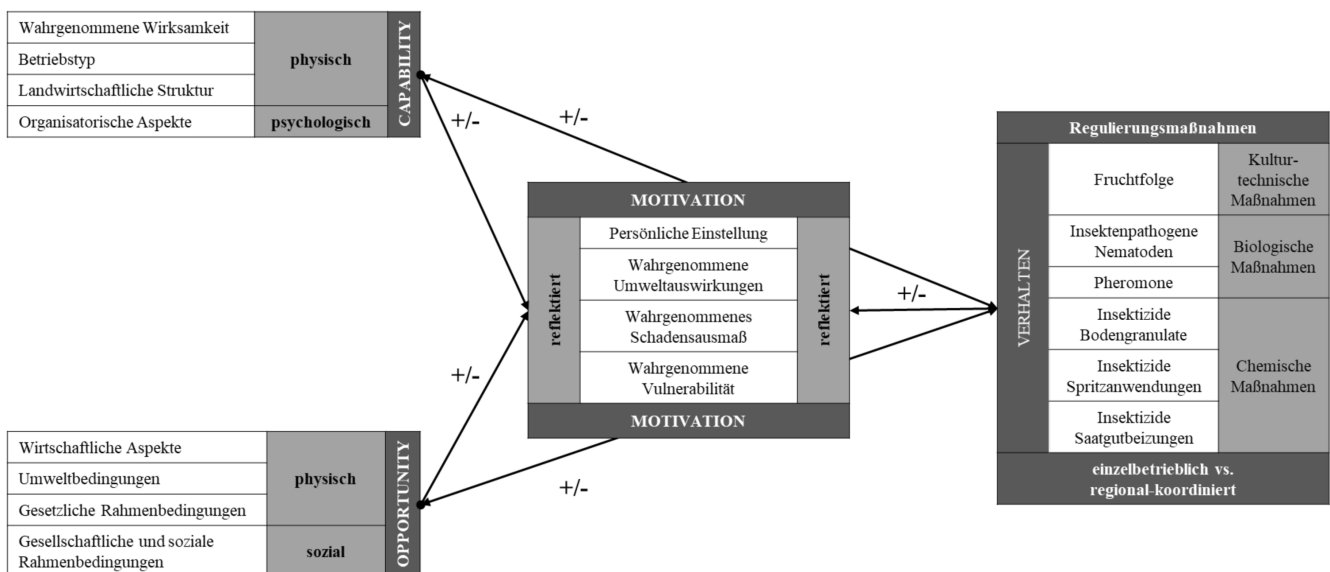 Wahrgenommene Wirksamkeit
Betriebstyp
Landwirtschaftliche Struktur
physisch
Organisatorische Aspekte
psychologisch
CAPABILITY
+/-
+/-
MOTIVATION
reflektiert
Persönliche Einstellung
Wahrgenommene
Umweltauswirkungen
Wahrgenommenes
Schadensausmaß
Wahrgenommene
Vulnerabilität
reflektiert
MOTIVATION
+/-
+/-
+/-
Wirtschaftliche Aspekte
Umweltbedingungen
Gesetzliche Rahmenbedingungen
physisch
Gesellschaftliche und soziale
Rahmenbedingungen
sozial
OPPORTUNITY
Regulierungsmaßnahmen
VERHALTEN
Fruchtfolge
Kultur-
technische
Maßnahmen
Insektenpathogene
Nematoden
Pheromone
Biologische
Maßnahmen
Insektizide
Bodengranulate
Insektizide
Spritzanwendungen
Insektizide
Saatgutbeizungen
Chemische
Maßnahmen
einzelbetrieblich vs.
regional-koordiniert